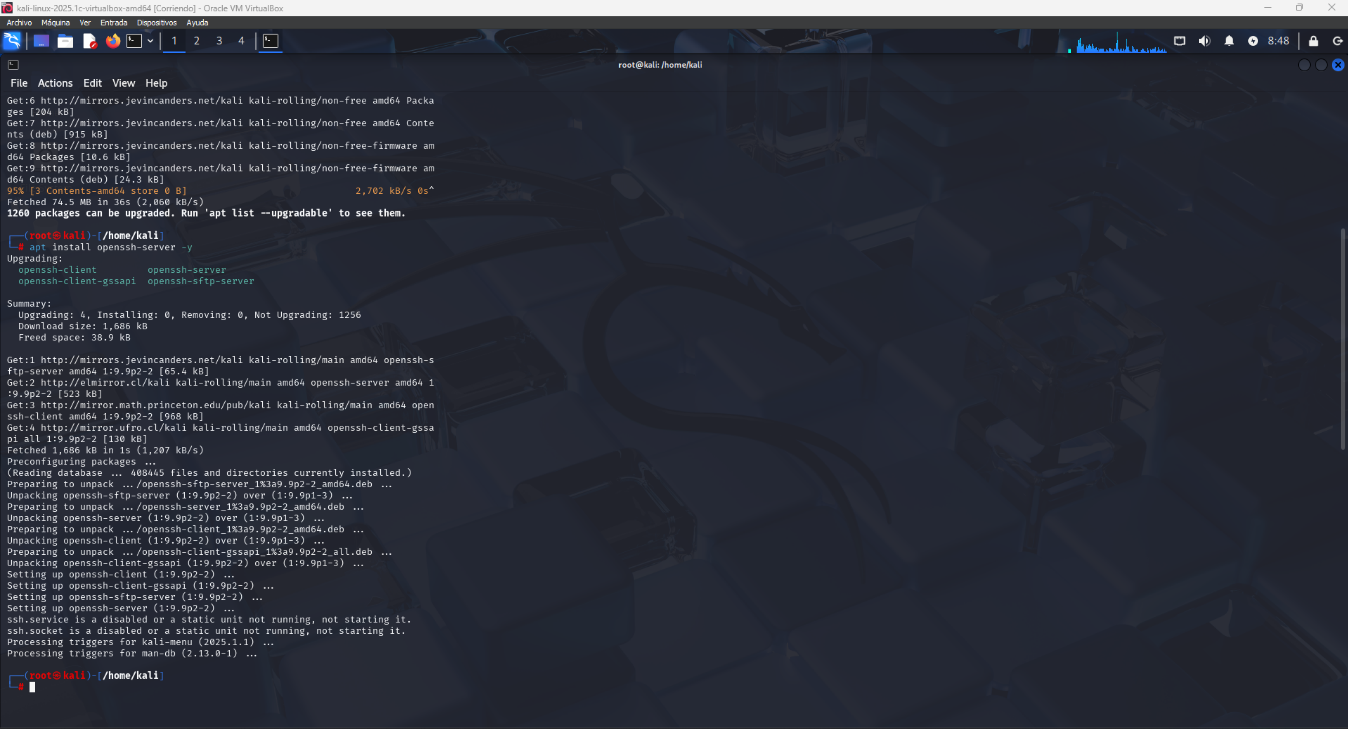 kali-linux-2025.1c-virtualbox-amd64 [Corriendo] - Oracle VM VirtualBox
Archivo Máquina Ver Entrada Dispositivos Ayuda
1 2 3 4 8:48
root@kali: /home/kali
File Actions Edit View Help
Get:6 http://mirrors.jevincanders.net/kali kali-rolling/non-free amd64 Packa
ges [204 kB]
Get:7 http://mirrors.jevincanders.net/kali kali-rolling/non-free amd64 Conte
nts (deb) [915 kB]
Get:8 http://mirrors.jevincanders.net/kali kali-rolling/non-free-firmware am
d64 Packages [10.6 kB]
Get:9 http://mirrors.jevincanders.net/kali kali-rolling/non-free-firmware am
d64 Contents (deb) [24.3 kB]
95% [3 Contents-amd64 store 0 B] 2,702 kB/s 0s^
Fetched 74.5 MB in 36s (2,060 kB/s)
1260 packages can be upgraded. Run 'apt list --upgradable' to see them.
┌──(root㉿kali)-[/home/kali]
└─# apt install openssh-server -y
Upgrading:
openssh-client openssh-server
openssh-client-gssapi openssh-sftp-server
Summary:
Upgrading: 4, Installing: 0, Removing: 0, Not Upgrading: 1256
Download size: 1,686 kB
Freed space: 38.9 kB
Get:1 http://mirrors.jevincanders.net/kali kali-rolling/main amd64 openssh-s
ftp-server amd64 1:9.9p2-2 [65.4 kB]
Get:2 http://elmirror.cl/kali kali-rolling/main amd64 openssh-server amd64 1
:9.9p2-2 [523 kB]
Get:3 http://mirror.math.princeton.edu/pub/kali kali-rolling/main amd64 open
ssh-client amd64 1:9.9p2-2 [968 kB]
Get:4 http://mirror.ufro.cl/kali kali-rolling/main amd64 openssh-client-gssa
pi all 1:9.9p2-2 [130 kB]
Fetched 1,686 kB in 1s (1,207 kB/s)
Preconfiguring packages ...
(Reading database ... 408445 files and directories currently installed.)
Preparing to unpack .../openssh-sftp-server_1%3a9.9p2-2_amd64.deb ...
Unpacking openssh-sftp-server (1:9.9p2-2) over (1:9.9p1-3) ...
Preparing to unpack .../openssh-server_1%3a9.9p2-2_amd64.deb ...
Unpacking openssh-server (1:9.9p2-2) over (1:9.9p1-3) ...
Preparing to unpack .../openssh-client_1%3a9.9p2-2_amd64.deb ...
Unpacking openssh-client (1:9.9p2-2) over (1:9.9p1-3) ...
Preparing to unpack .../openssh-client-gssapi_1%3a9.9p2-2_all.deb ...
Unpacking openssh-client-gssapi (1:9.9p2-2) over (1:9.9p1-3) ...
Setting up openssh-client (1:9.9p2-2) ...
Setting up openssh-client-gssapi (1:9.9p2-2) ...
Setting up openssh-sftp-server (1:9.9p2-2) ...
Setting up openssh-server (1:9.9p2-2) ...
ssh.service is a disabled or a static unit not running, not starting it.
ssh.socket is a disabled or a static unit not running, not starting it.
Processing triggers for kali-menu (2025.1.1) ...
Processing triggers for man-db (2.13.0-1) ...
┌──(root㉿kali)-[/home/kali]
└─#